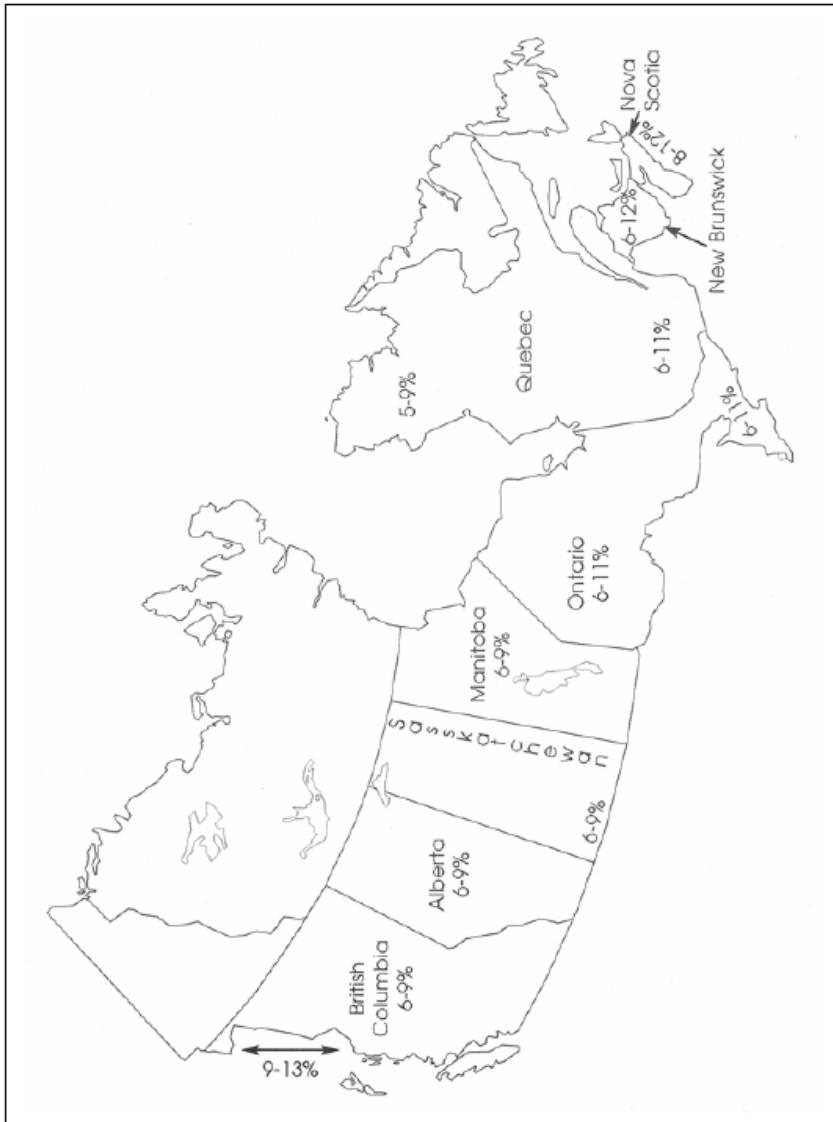 9-13%
British
Columbia
6-9%
Alberta
6-9%
Sasskatchewan
6-9%
Manitoba
6-9%
Ontario
6-11%
6-11%
5-9%
Quebec
6-11%
6-12%
New Brunswick
Nova
Scotia
8-12%